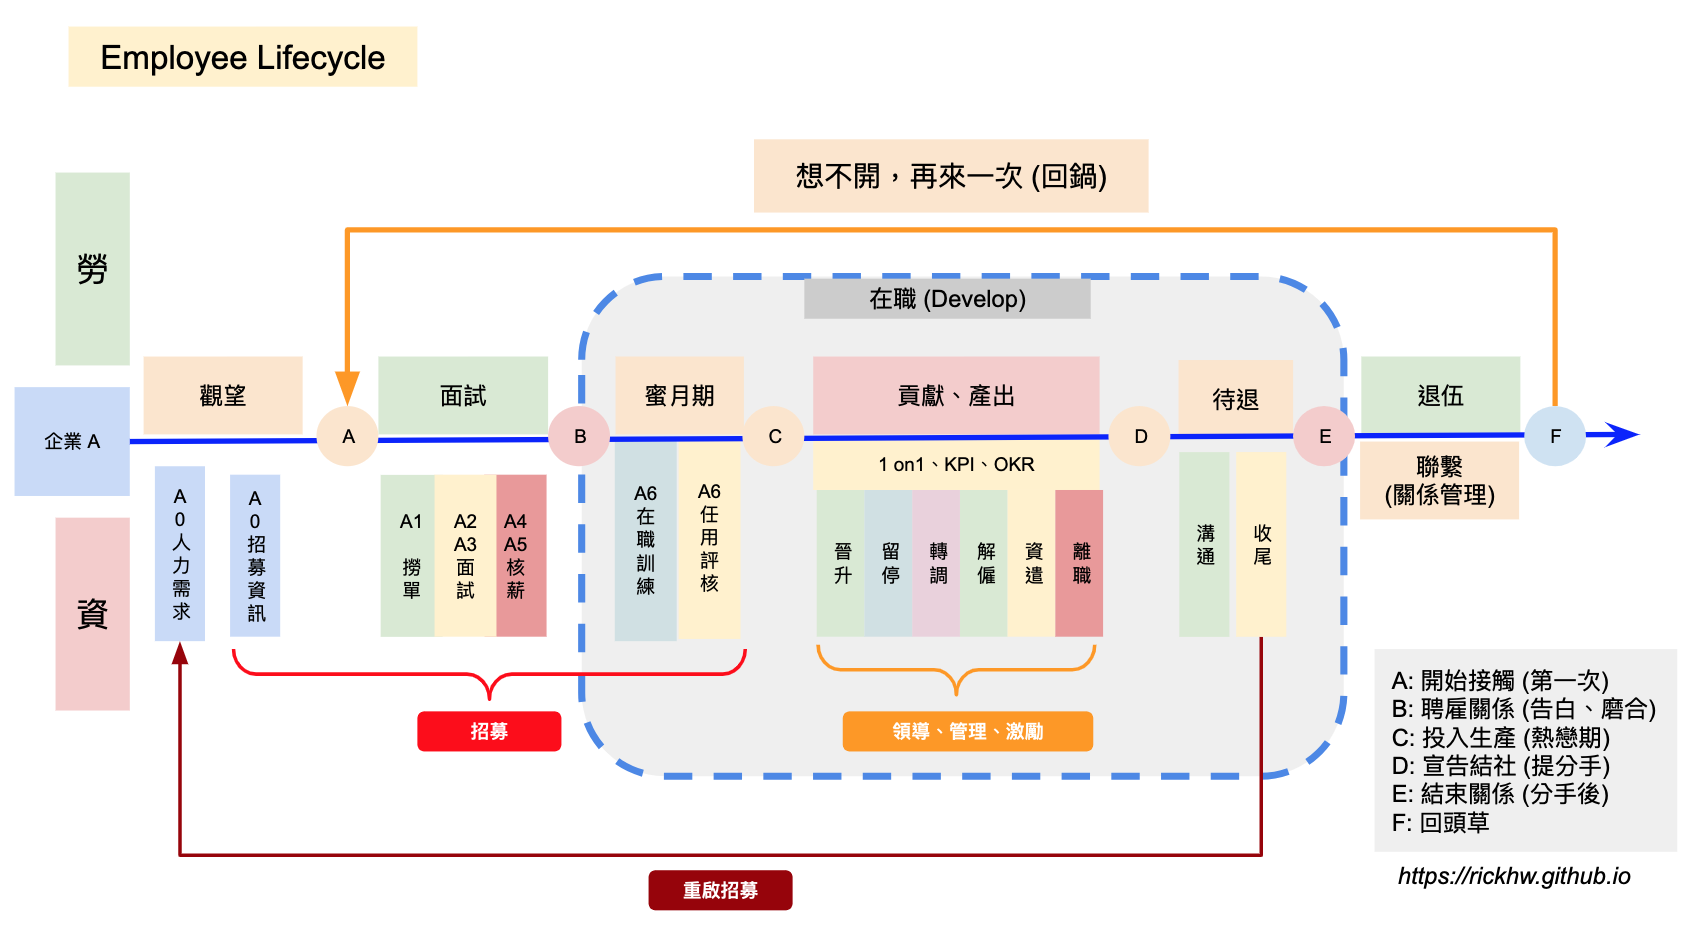 Employee Lifecycle
想不開，再來一次 (回鍋)
勞
在職 (Develop)
觀望
面試
蜜月期
貢獻、產出
待退
退伍
企業 A
A
B
C
D
E
F
1 on1、KPI、OKR
聯繫
(關係管理)
A0人力需求
A0招募資訊
A1 撈單
A2 A3 面試
A4 A5 核薪
A6 在職訓練
A6 任用評核
晉升
留停
轉調
解僱
資遣
離職
溝通
收尾
資
招募
領導、管理、激勵
A: 開始接觸 (第一次)
B: 聘雇關係 (告白、磨合)
C: 投入生產 (熱戀期)
D: 宣告結社 (提分手)
E: 結束關係 (分手後)
F: 回頭草
https://rickhw.github.io
重啟招募